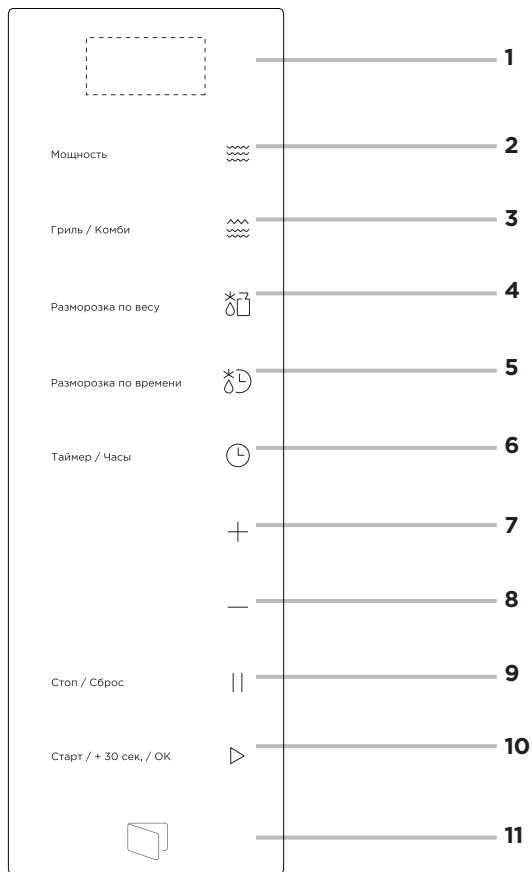 1
Мощность 2
Гриль / Комби 3
Разморозка по весу 4
Разморозка по времени 5
Таймер / Часы 6
7
8
Стоп / Сброс 9
Старт / + 30 сек. / ОК 10
11